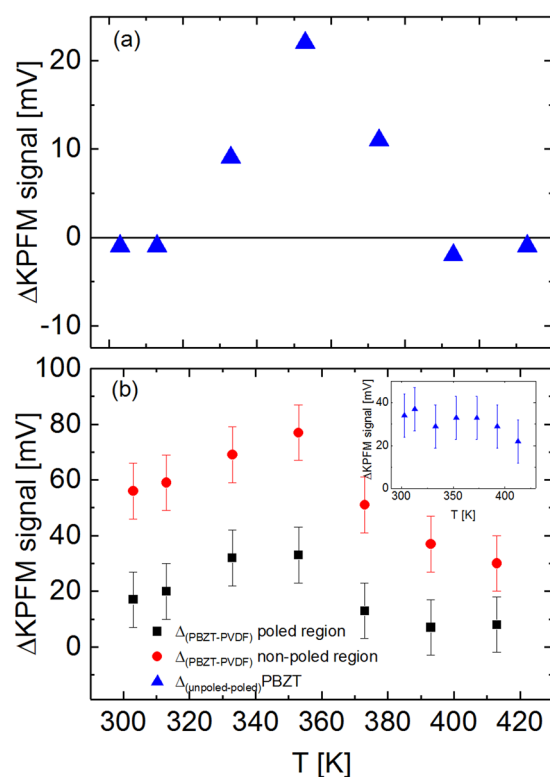 (a)
20
10
0
-10
ΔKPFM signal [mV]
(b)
100
80
60
40
20
0
ΔKPFM signal [mV]
40
20
0
ΔKPFM signal [mV]
300 350 400
T [K]
Δ(PBZT-PVDF) poled region
Δ(PBZT-PVDF) non-poled region
Δ(unpoled-poled)PBZT
300 320 340 360 380 400 420
T [K]